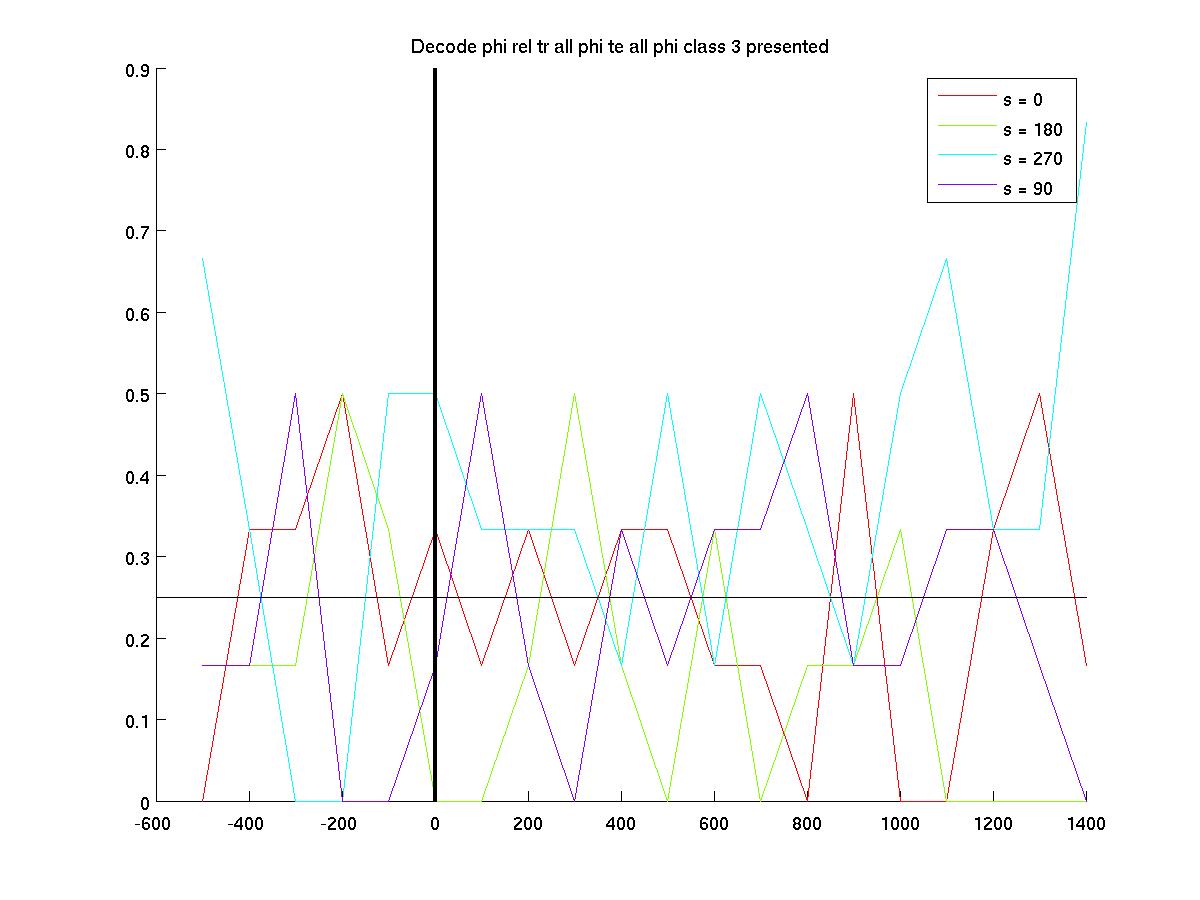 Decode phi rel tr all phi te all phi class 3 presented
0.9
0.8
0.7
0.6
0.5
0.4
0.3
0.2
0.1
0
-600 -400 -200 0 200 400 600 800 1000 1200 1400
s = 0
s = 180
s = 270
s = 90